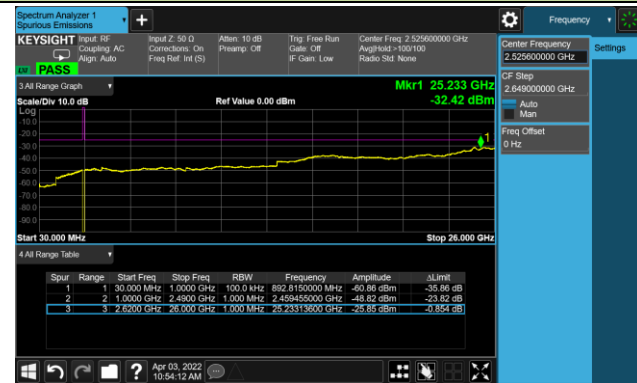 Spectrum Analyzer 1
Spurious Emissions
Frequency
KEYSIGHT Input: RF
Coupling: AC
Align: Auto
Input Z: 50 Ω
Corrections: On
Freq Ref: Int (S)
Atten: 10 dB
Preamp: Off
Trig: Free Run
Gate: Off
IF Gain: Low
Center Freq: 2.525600000 GHz
Avg|Hold:>100/100
Radio Std: None
PASS
Center Frequency
2.525600000 GHz
Settings
CF Step
2.649000000 GHz
Auto
Man
Freq Offset
0 Hz
3 All Range Graph
Mkr1 25.233 GHz
Scale/Div 10.0 dB
Ref Value 0.00 dBm
-32.42 dBm
Log
-10.0
-20.0
-30.0
-40.0
-50.0
-60.0
-70.0
-80.0
-90.0
1
Start 30.000 MHz
Stop 26.000 GHz
4 All Range Table
Spur Range Start Freq Stop Freq RBW Frequency Amplitude ΔLimit
1 1 30.000 MHz 1.0000 GHz 100.0 kHz 892.8150000 MHz -60.86 dBm -35.86 dB
2 2 1.0000 GHz 2.4900 GHz 1.000 MHz 2.459455000 GHz -48.82 dBm -23.82 dB
3 3 2.6200 GHz 26.000 GHz 1.000 MHz 25.23313600 GHz -25.85 dBm -0.854 dB
?
Apr 03, 2022
10:54:12 AM